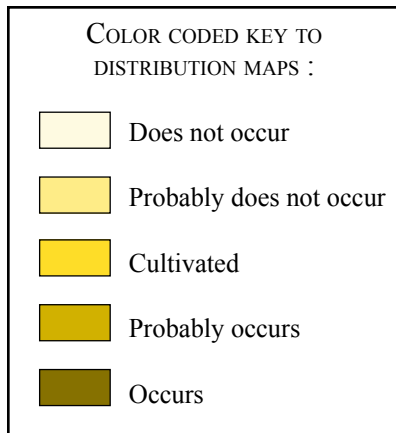 COLOR CODED KEY TO
DISTRIBUTION MAPS :
Does not occur
Probably does not occur
Cultivated
Probably occurs
Occurs